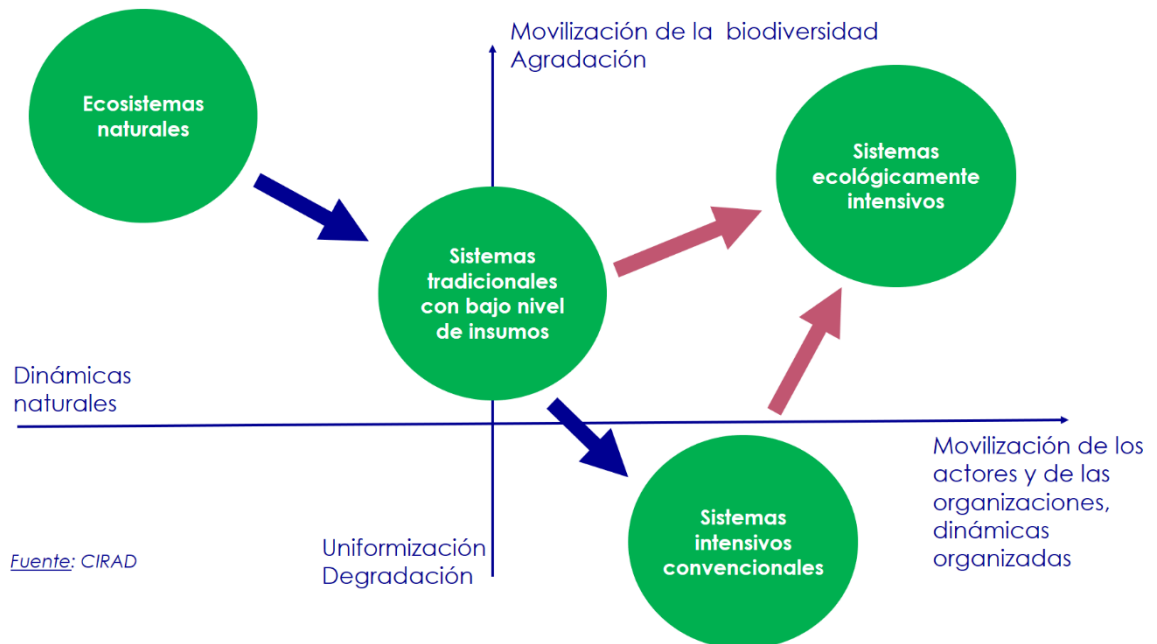 Movilización de la  biodiversidad
Agradación
Ecosistemas
naturales
Sistemas
ecológicamente
intensivos
Sistemas
tradicionales
con bajo nivel
de insumos
Dinámicas
naturales
Movilización de los
actores y de las
organizaciones,
dinámicas
organizadas
Sistemas
intensivos
convencionales
Uniformización
Degradación
Fuente: CIRAD